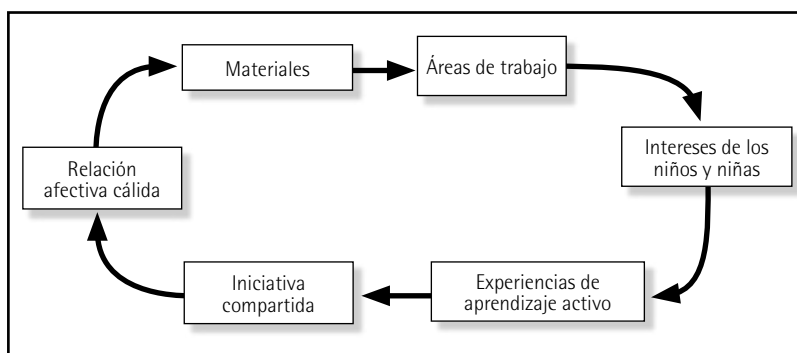 Materiales
Áreas de trabajo
Intereses de los
niños y niñas
Experiencias de
aprendizaje activo
Iniciativa
compartida
Relación
afectiva cálida